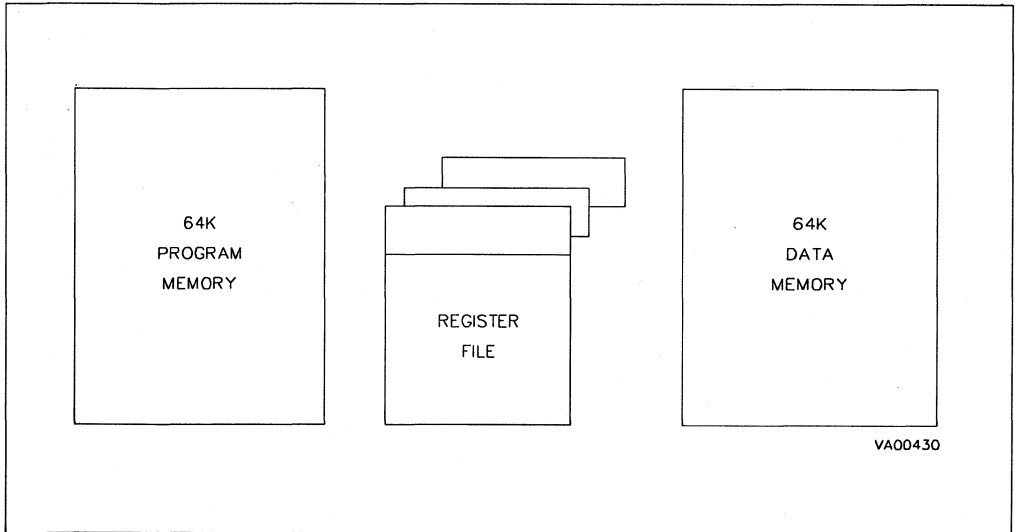 64K
PROGRAM
MEMORY
REGISTER
FILE
64K
DATA
MEMORY
VA00430